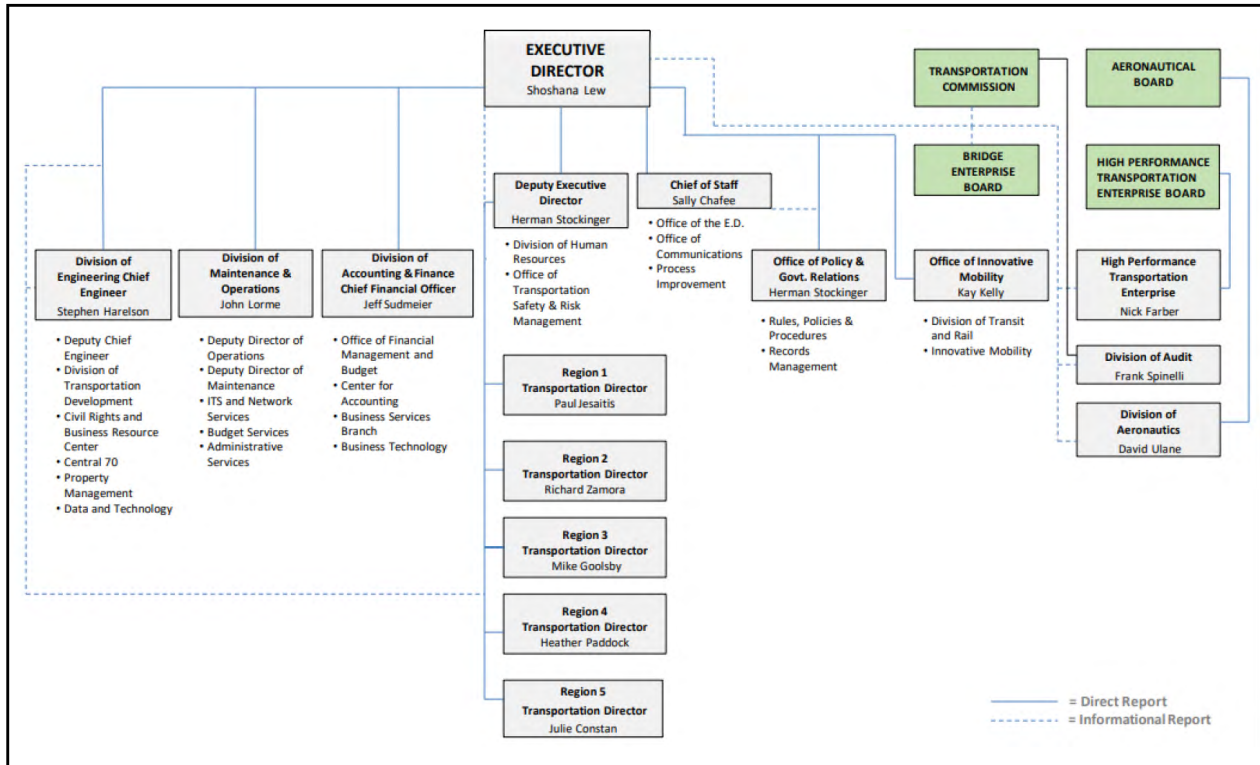 EXECUTIVE
DIRECTOR
Shoshana Lew
TRANSPORTATION
COMMISSION
AERONAUTICAL
BOARD
BRIDGE
ENTERPRISE
BOARD
HIGH PERFORMANCE
TRANSPORTATION
ENTERPRISE BOARD
Deputy Executive
Director
Herman Stockinger
• Division of Human
Resources
• Office of
Transportation
Safety & Risk
Management
Chief of Staff
Sally Chafee
• Office of the E.D.
• Office of
Communications
• Process
Improvement
Division of
Engineering Chief
Engineer
Stephen Harelson
• Deputy Chief
Engineer
• Division of
Transportation
Development
• Civil Rights and
Business Resource
Center
• Central 70
• Property
Management
• Data and Technology
Division of
Maintenance &
Operations
John Lorme
• Deputy Director of
Operations
• Deputy Director of
Maintenance
• ITS and Network
Services
• Budget Services
• Administrative
Services
Division of
Accounting & Finance
Chief Financial Officer
Jeff Sudmeier
• Office of Financial
Management and
Budget
• Center for
Accounting
• Business Services
Branch
• Business Technology
Office of Policy &
Govt. Relations
Herman Stockinger
• Rules, Policies &
Procedures
• Records
Management
Office of Innovative
Mobility
Kay Kelly
• Division of Transit
and Rail
• Innovative Mobility
High Performance
Transportation
Enterprise
Nick Farber
Division of Audit
Frank Spinelli
Division of
Aeronautics
David Ulane
Region 1
Transportation Director
Paul Jesaitis
Region 2
Transportation Director
Richard Zamora
Region 3
Transportation Director
Mike Goolsby
Region 4
Transportation Director
Heather Paddock
Region 5
Transportation Director
Julie Constan
= Direct Report
= Informational Report